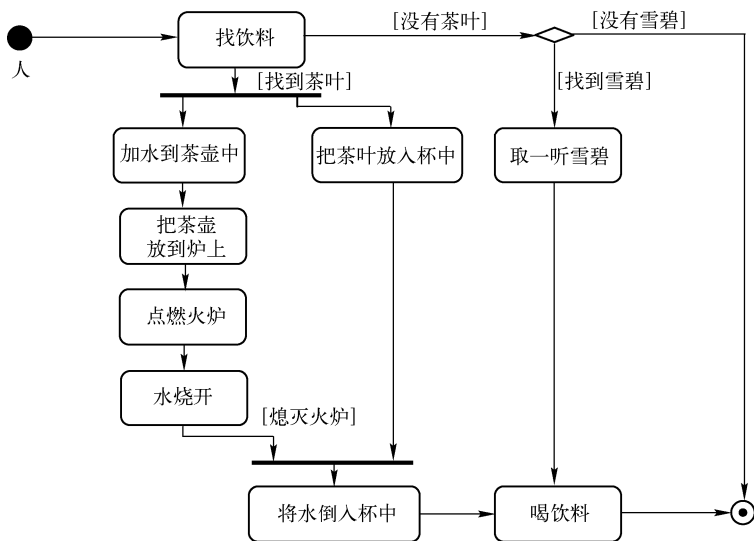 [没有茶叶]
[没有雪碧]
找饮料
人
[找到茶叶]
[找到雪碧]
加水到茶壶中
把茶叶放入杯中
取一听雪碧
把茶壶
放到炉上
点燃火炉
水烧开
[熄灭火炉]
将水倒入杯中
喝饮料